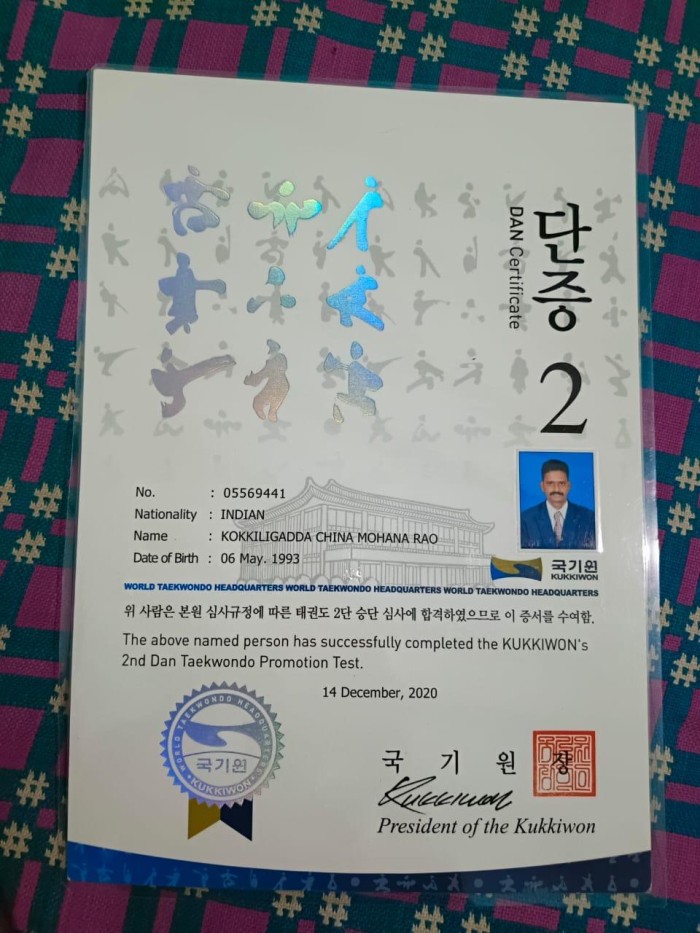 단증
DAN Certificate
2
No. : 05569441
Nationality : INDIAN
Name : KOKKILIGADDA CHINA MOHANA RAO
Date of Birth : 06 May. 1993
국기원
KUKKIWON
WORLD TAEKWONDO HEADQUARTERS WORLD TAEKWONDO HEADQUARTERS WORLD TAEKWONDO HEADQUARTERS
위 사람은 본원 심사규정에 따른 태권도 2단 승단 심사에 합격하였으므로 이 증서를 수여함.
The above named person has successfully completed the KUKKIWON's
2nd Dan Taekwondo Promotion Test.
14 December, 2020
WORLD TAEKWONDO HEADQUARTERS
국기원
KUKKIWON
국 기 원 장
Kukkiwon
President of the Kukkiwon